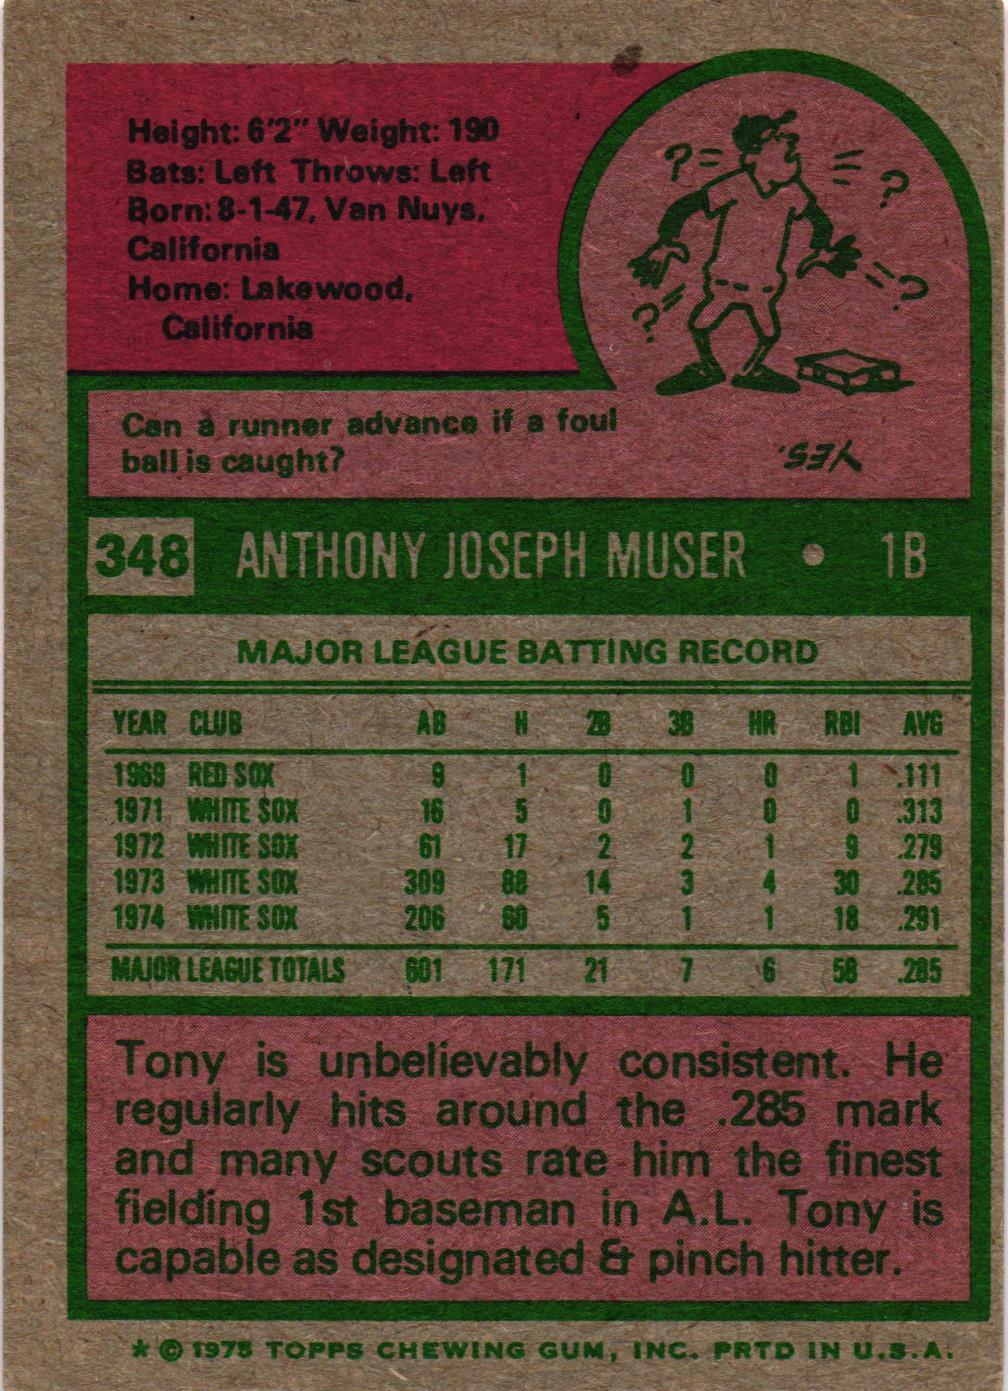 Height: 6'2" Weight: 190
Bats: Left Throws: Left
Born: 8-1-47, Van Nuys,
California
Home: Lakewood,
California
? = ? ? ?
Can a runner advance if a foul
ball is caught?
YES.
348 ANTHONY JOSEPH MUSER • 1B
MAJOR LEAGUE BATTING RECORD
YEAR CLUB AB H 2B 3B HR RBI AVG
1969 RED SOX 9 1 0 0 0 1 .111
1971 WHITE SOX 16 5 0 1 0 0 .313
1972 WHITE SOX 61 17 2 2 1 9 .279
1973 WHITE SOX 309 88 14 3 4 30 .285
1974 WHITE SOX 206 60 5 1 1 18 .291
MAJOR LEAGUE TOTALS 601 171 21 7 6 58 .285
Tony is unbelievably consistent. He
regularly hits around the .285 mark
and many scouts rate him the finest
fielding 1st baseman in A.L. Tony is
capable as designated & pinch hitter.
* © 1975 TOPPS CHEWING GUM, INC. PRTD IN U.S.A.